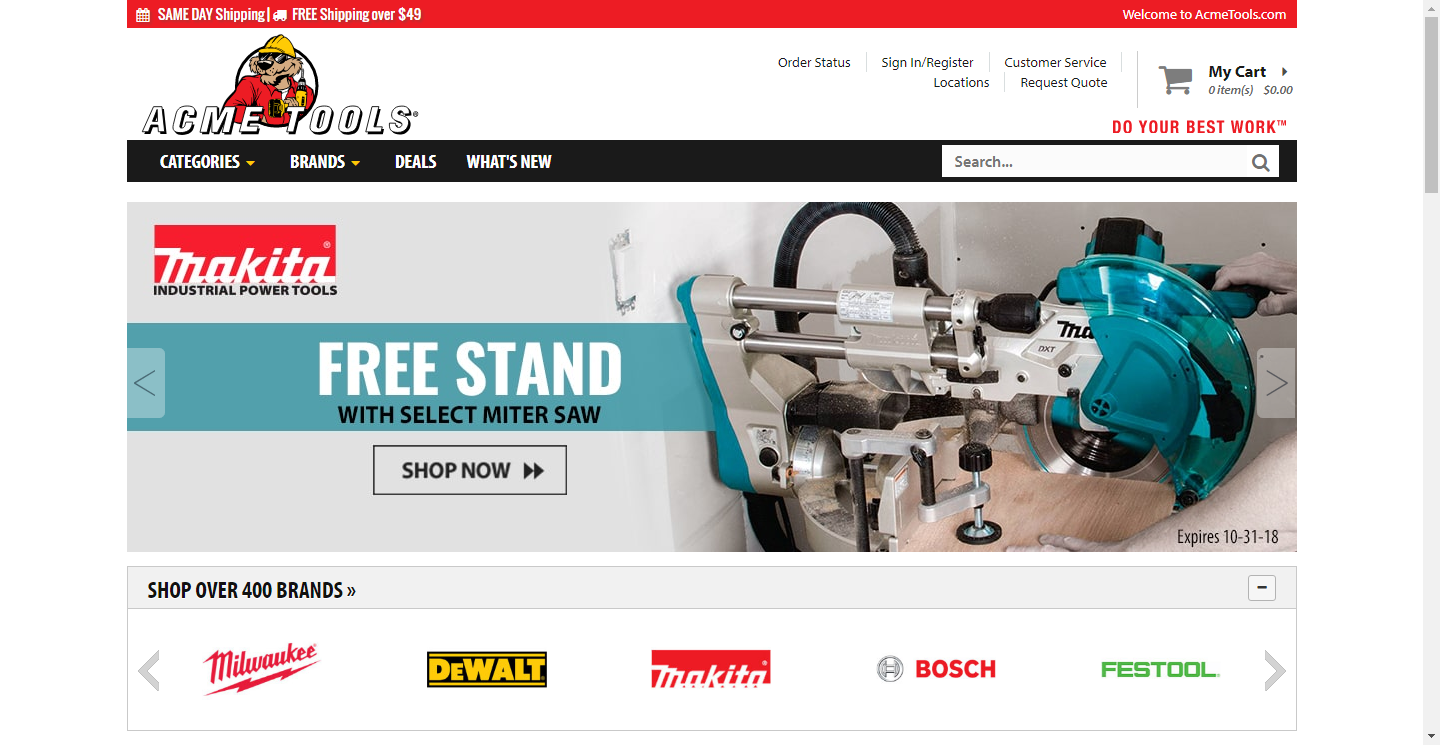 SAME DAY Shipping | FREE Shipping over $49
Welcome to AcmeTools.com
ACME TOOLS®
Order Status
Sign In/Register
Customer Service
Locations
Request Quote
My Cart
0 item(s) $0.00
DO YOUR BEST WORK™
CATEGORIES
BRANDS
DEALS
WHAT'S NEW
Search...
Makita®
INDUSTRIAL POWER TOOLS
FREE STAND
WITH SELECT MITER SAW
SHOP NOW
DXT
Expires 10-31-18
SHOP OVER 400 BRANDS »
Milwaukee
DEWALT
Makita
BOSCH
FESTOOL